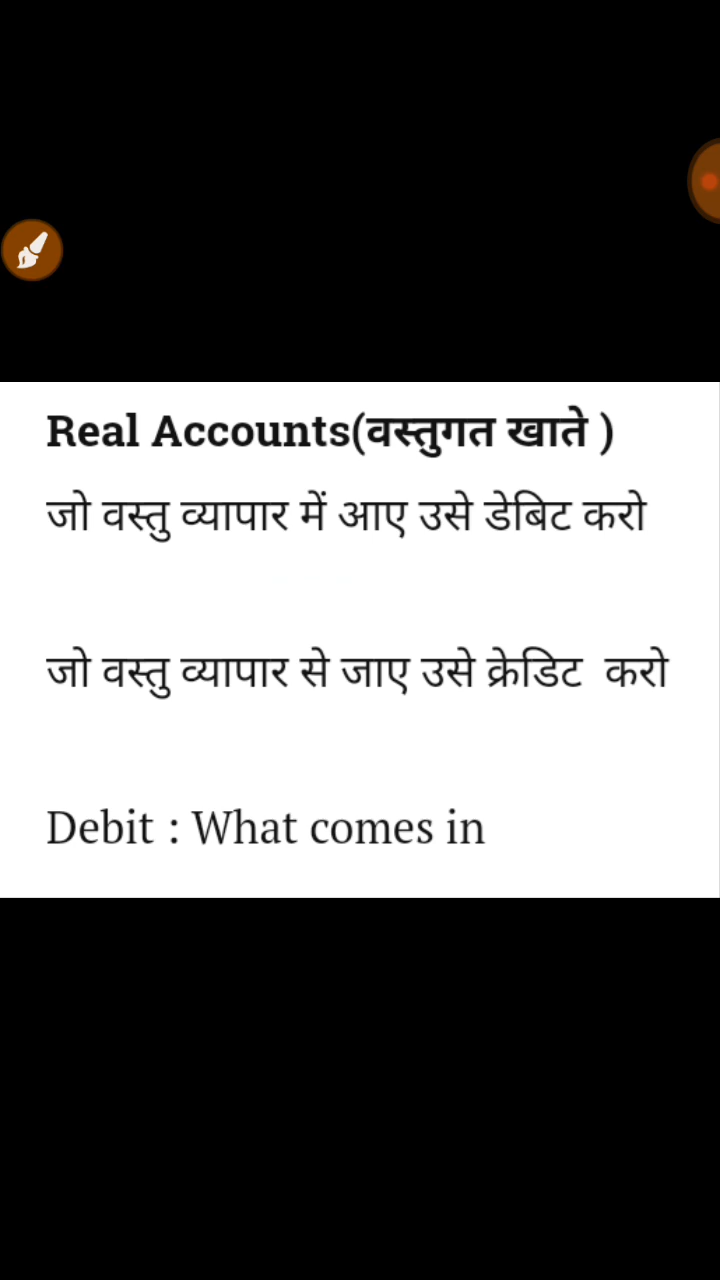 Real Accounts(वस्तुगत खाते )
जो वस्तु व्यापार में आए उसे डेबिट करो
जो वस्तु व्यापार से जाए उसे क्रेडिट करो
Debit : What comes in